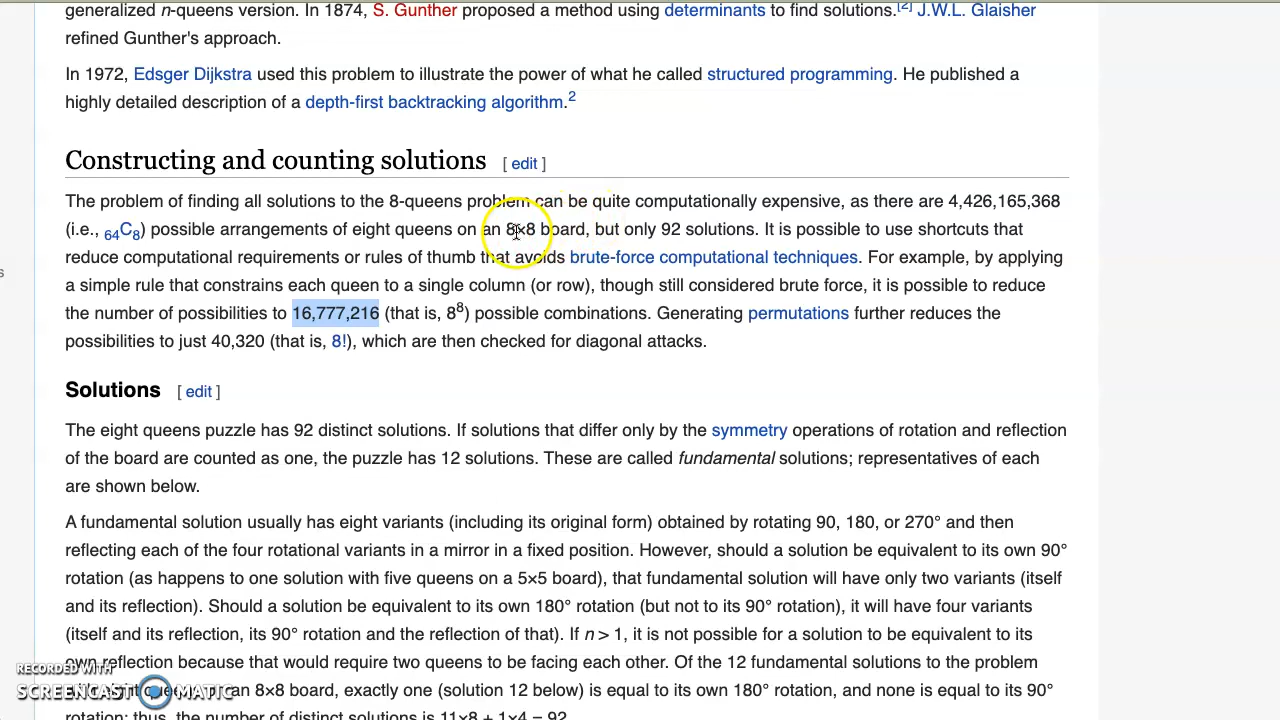 generalized n-queens version. In 1874, S. Gunther proposed a method using determinants to find solutions.[2] J.W.L. Glaisher
refined Gunther's approach.
In 1972, Edsger Dijkstra used this problem to illustrate the power of what he called structured programming. He published a
highly detailed description of a depth-first backtracking algorithm.2
Constructing and counting solutions [ edit ]
The problem of finding all solutions to the 8-queens problem can be quite computationally expensive, as there are 4,426,165,368
(i.e., 64C8) possible arrangements of eight queens on an 8×8 board, but only 92 solutions. It is possible to use shortcuts that
reduce computational requirements or rules of thumb that avoids brute-force computational techniques. For example, by applying
a simple rule that constrains each queen to a single column (or row), though still considered brute force, it is possible to reduce
the number of possibilities to 16,777,216 (that is, 8⁸) possible combinations. Generating permutations further reduces the
possibilities to just 40,320 (that is, 8!), which are then checked for diagonal attacks.
Solutions [ edit ]
The eight queens puzzle has 92 distinct solutions. If solutions that differ only by the symmetry operations of rotation and reflection
of the board are counted as one, the puzzle has 12 solutions. These are called fundamental solutions; representatives of each
are shown below.
A fundamental solution usually has eight variants (including its original form) obtained by rotating 90, 180, or 270° and then
reflecting each of the four rotational variants in a mirror in a fixed position. However, should a solution be equivalent to its own 90°
rotation (as happens to one solution with five queens on a 5×5 board), that fundamental solution will have only two variants (itself
and its reflection). Should a solution be equivalent to its own 180° rotation (but not to its 90° rotation), it will have four variants
(itself and its reflection, its 90° rotation and the reflection of that). If n > 1, it is not possible for a solution to be equivalent to its
own reflection because that would require two queens to be facing each other. Of the 12 fundamental solutions to the problem
an 8×8 board, exactly one (solution 12 below) is equal to its own 180° rotation, and none is equal to its 90°
rotation; thus, the number of distinct solutions is 11×8 + 1×4 = 92.
RECORDED WITH
SCREENCAST MATIC